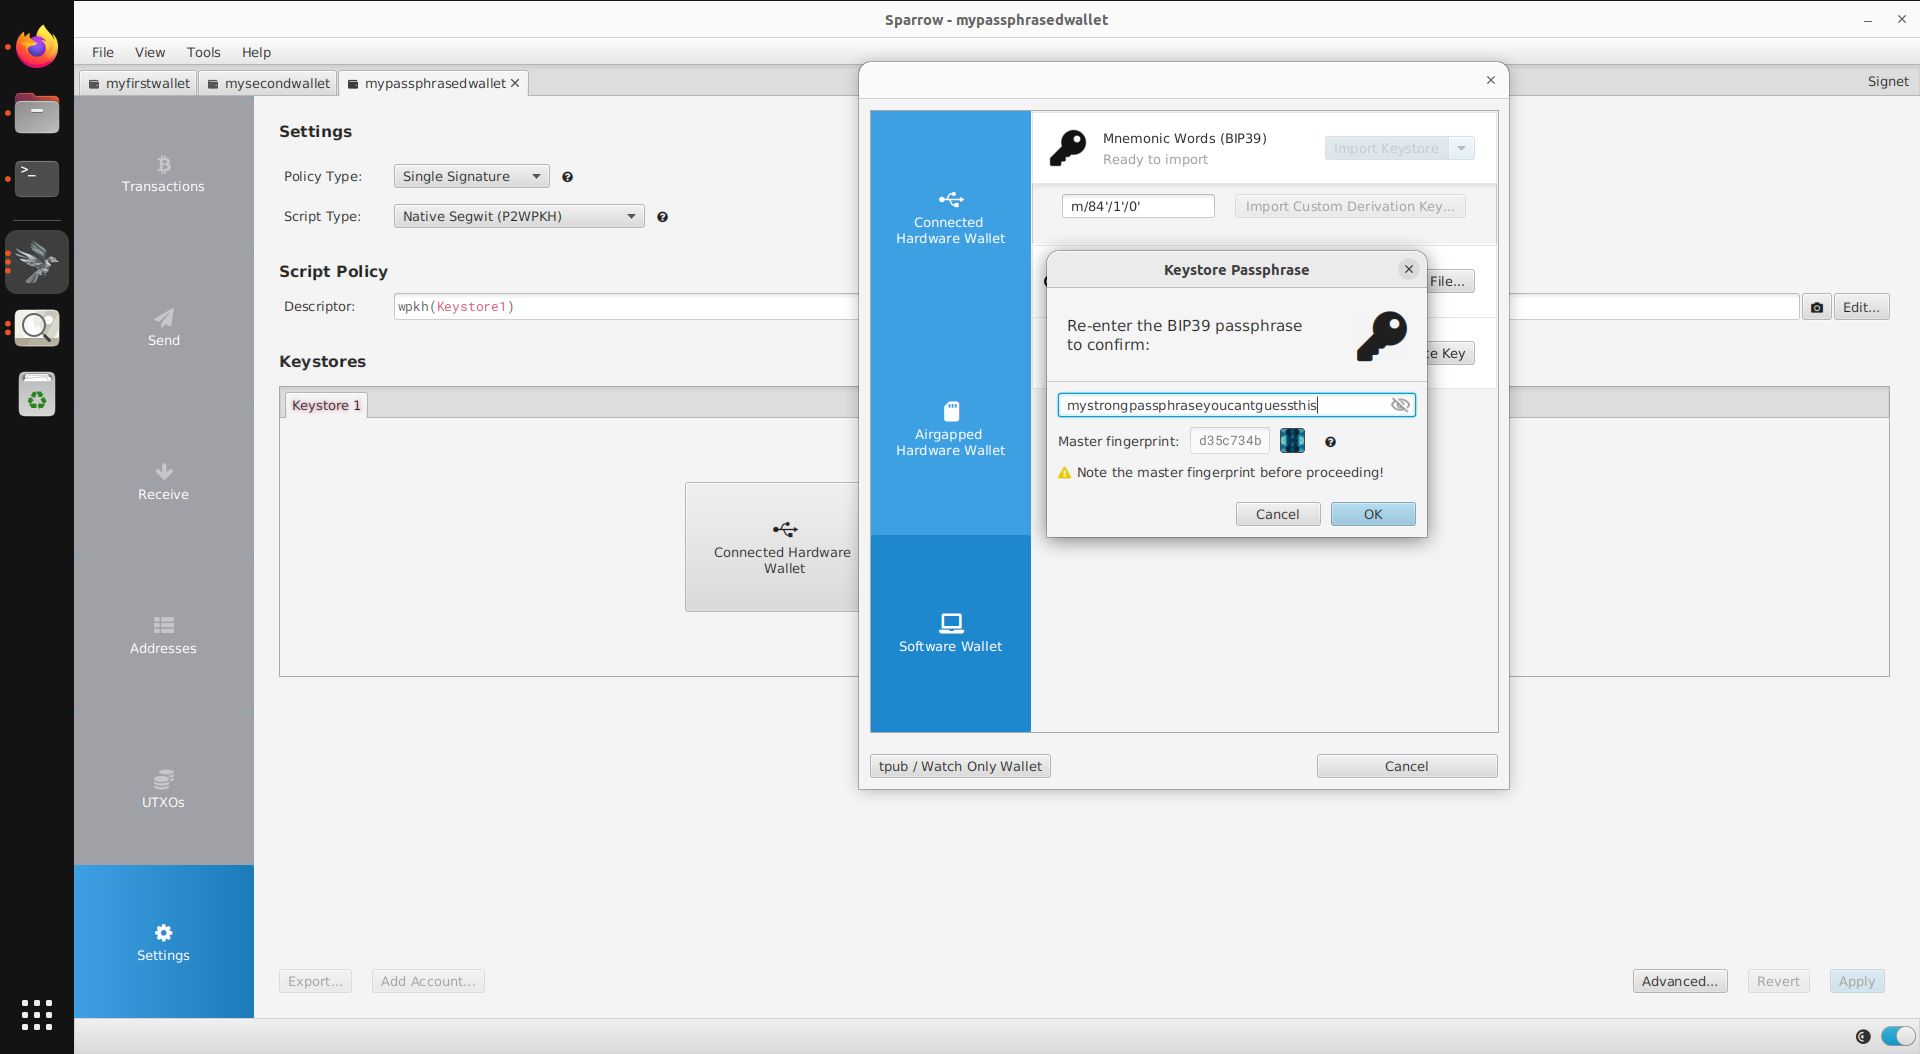 Sparrow - mypassphrasedwallet
File View Tools Help
myfirstwallet mysecondwallet mypassphrasedwallet
Signet
Transactions
Send
Receive
Addresses
UTXOs
Settings
Settings
Policy Type: Single Signature
Script Type: Native Segwit (P2WPKH)
Script Policy
Descriptor: wpkh(Keystore1)
Edit...
Keystores
Keystore 1
Connected Hardware
Wallet
Export... Add Account...
Advanced... Revert Apply
Connected
Hardware Wallet
Airgapped
Hardware Wallet
Software Wallet
Mnemonic Words (BIP39)
Ready to import
Import Keystore
m/84'/1'/0'
Import Custom Derivation Key...
File...
Key
tpub / Watch Only Wallet
Cancel
Keystore Passphrase
Re-enter the BIP39 passphrase
to confirm:
mystrongpassphraseyoucantguessthis
Master fingerprint: d35c734b
Note the master fingerprint before proceeding!
Cancel OK